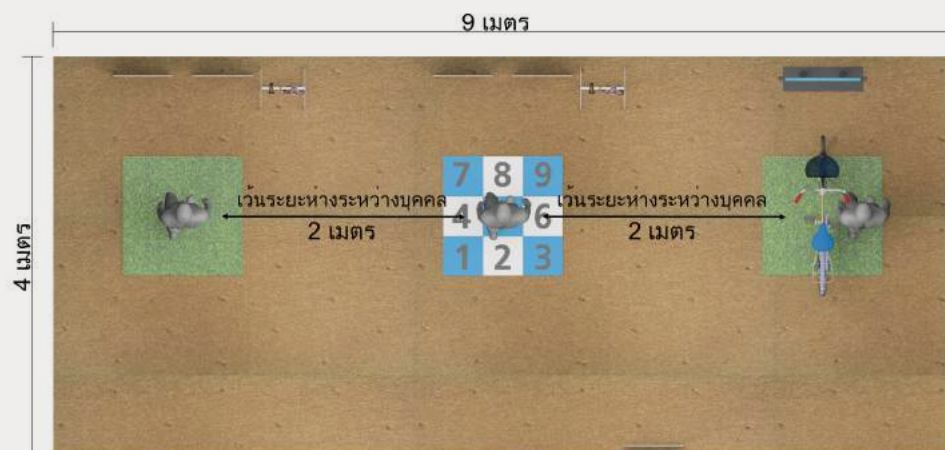 9 เมตร
4 เมตร
7 8 9
เว้นระยะห่างระหว่างบุคคล
2 เมตร
4 6
เว้นระยะห่างระหว่างบุคคล
2 เมตร
1 2 3